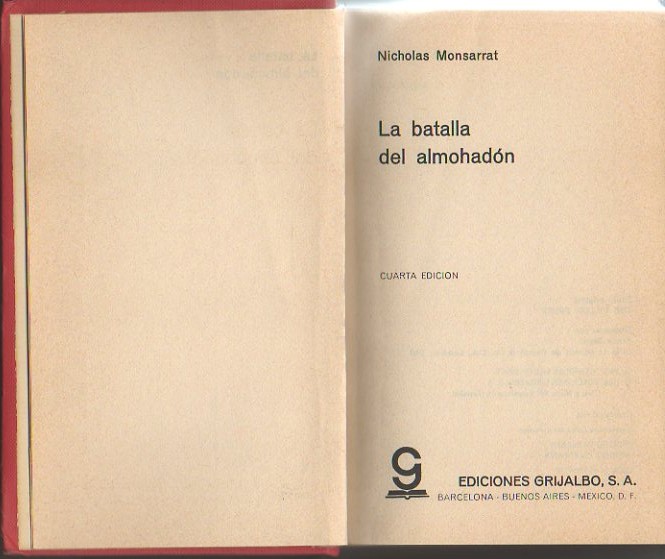 Nicholas Monsarrat
La batalla
del almohadón
CUARTA EDICION
EDICIONES GRIJALBO, S. A.
BARCELONA - BUENOS AIRES - MEXICO, D. F.